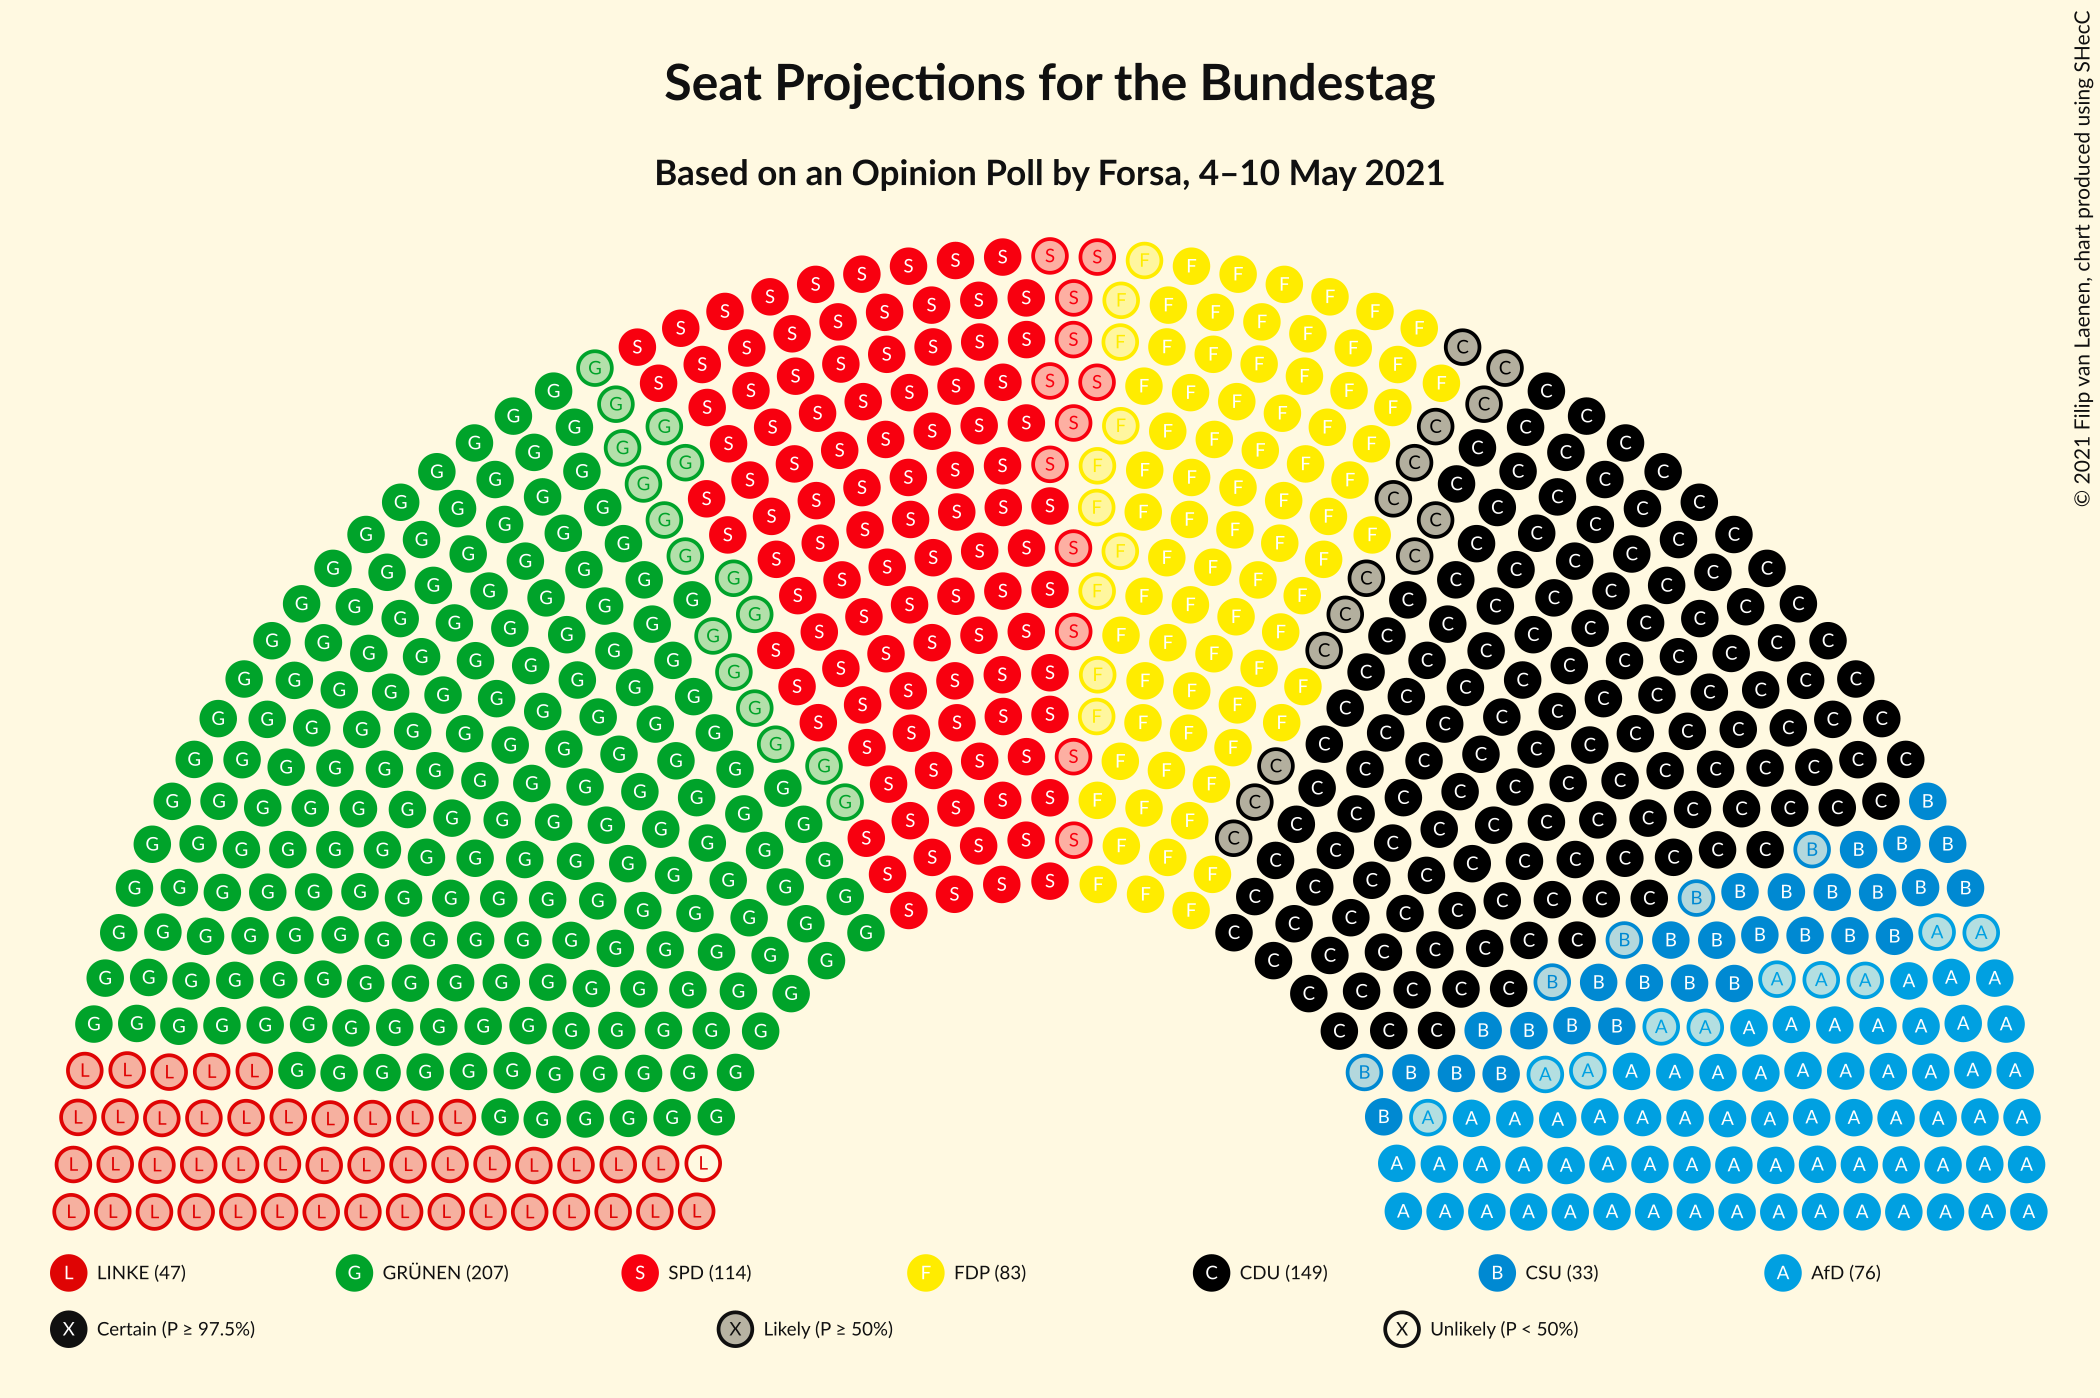 Seat Projections for the Bundestag
Based on an Opinion Poll by Forsa, 4–10 May 2021
© 2021 Filip van Laenen, chart produced using SHecC
L LINKE (47) G GRÜNEN (207) S SPD (114) F FDP (83) C CDU (149) B CSU (33) A AfD (76)
X Certain (P ≥ 97.5%) X Likely (P ≥ 50%) X Unlikely (P < 50%)